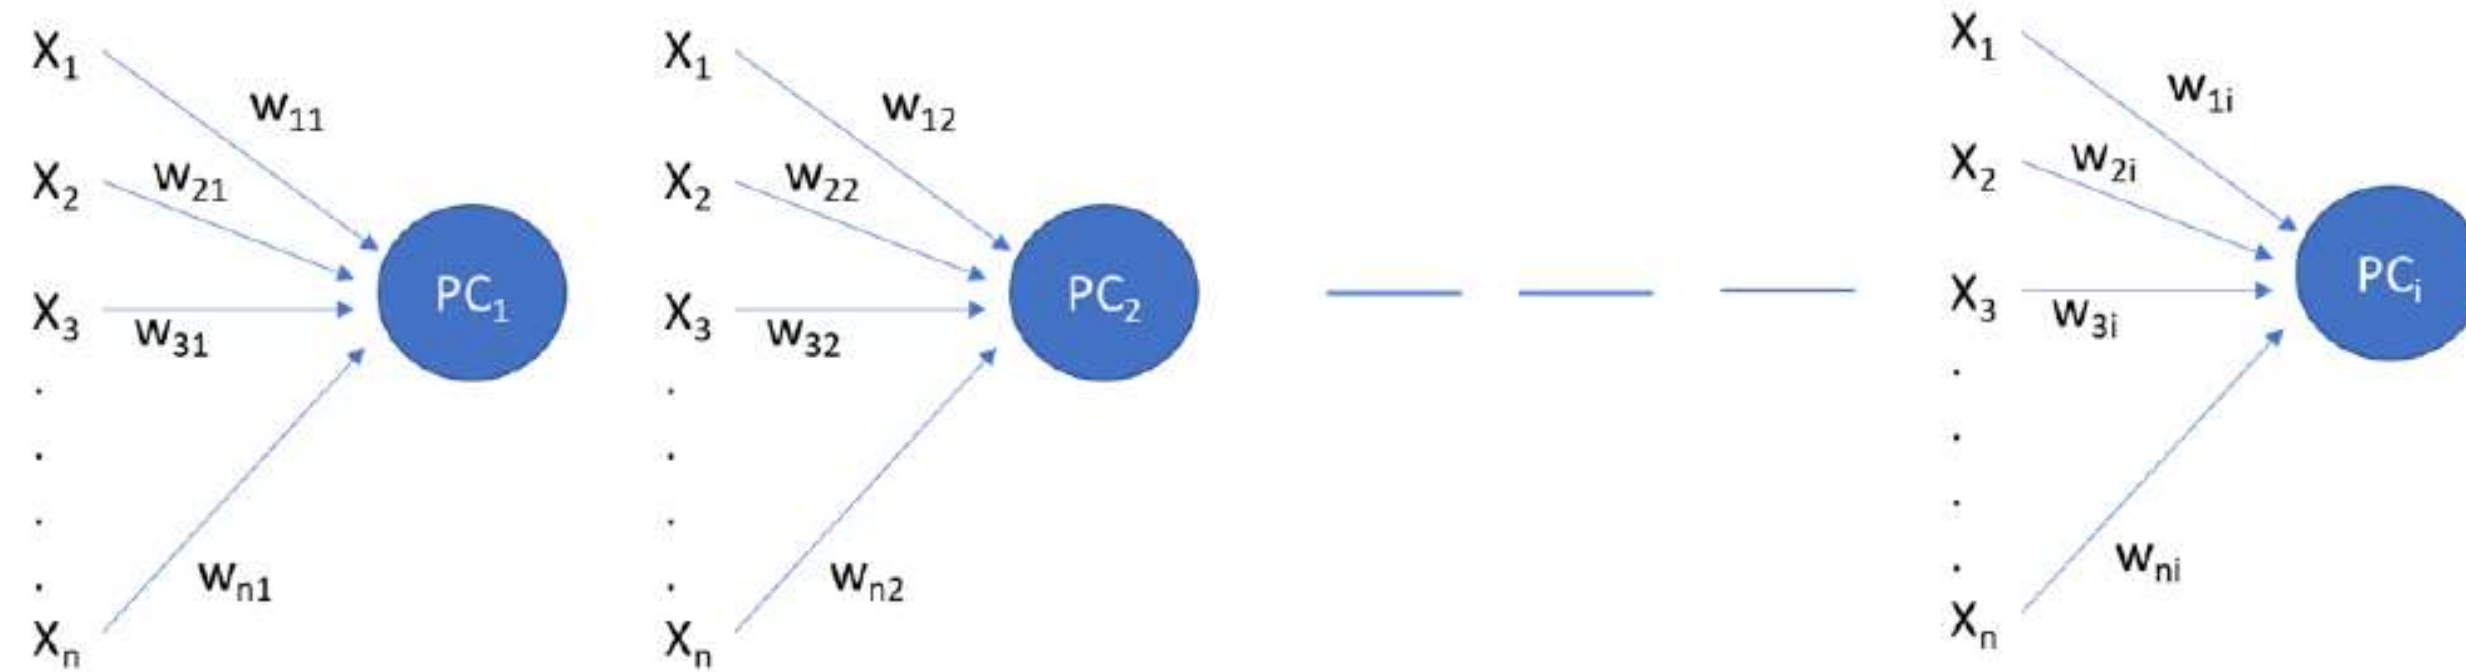 X₁
w₁₁
X₂
w₂₁
PC₁
X₃
w₃₁
.
.
.
.
wₙ₁
Xₙ
X₁
w₁₂
X₂
w₂₂
PC₂
X₃
w₃₂
.
.
.
.
wₙ₂
Xₙ
X₁
w₁ᵢ
X₂
w₂ᵢ
PCᵢ
X₃
w₃ᵢ
.
.
.
.
wₙᵢ
Xₙ